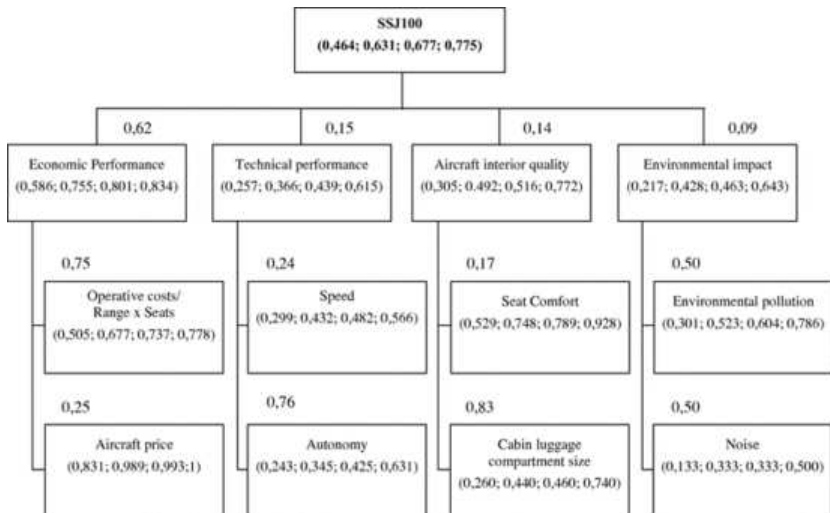 SSJ100
(0,464; 0,631; 0,677; 0,775)
0,62
0,15
0,14
0,09
Economic Performance
(0,586; 0,755; 0,801; 0,834)
Technical performance
(0,257; 0,366; 0,439; 0,615)
Aircraft interior quality
(0,305; 0.492; 0,516; 0,772)
Environmental impact
(0,217; 0,428; 0,463; 0,643)
0,75
0,24
0,17
0,50
Operative costs/
Range x Seats
(0,505; 0,677; 0,737; 0,778)
Speed
(0,299; 0,432; 0,482; 0,566)
Seat Comfort
(0,529; 0,748; 0,789; 0,928)
Environmental pollution
(0,301; 0,523; 0,604; 0,786)
0,25
0,76
0,83
0,50
Aircraft price
(0,831; 0,989; 0,993;1)
Autonomy
(0,243; 0,345; 0,425; 0,631)
Cabin luggage
compartment size
(0,260; 0,440; 0,460; 0,740)
Noise
(0,133; 0,333; 0,333; 0,500)